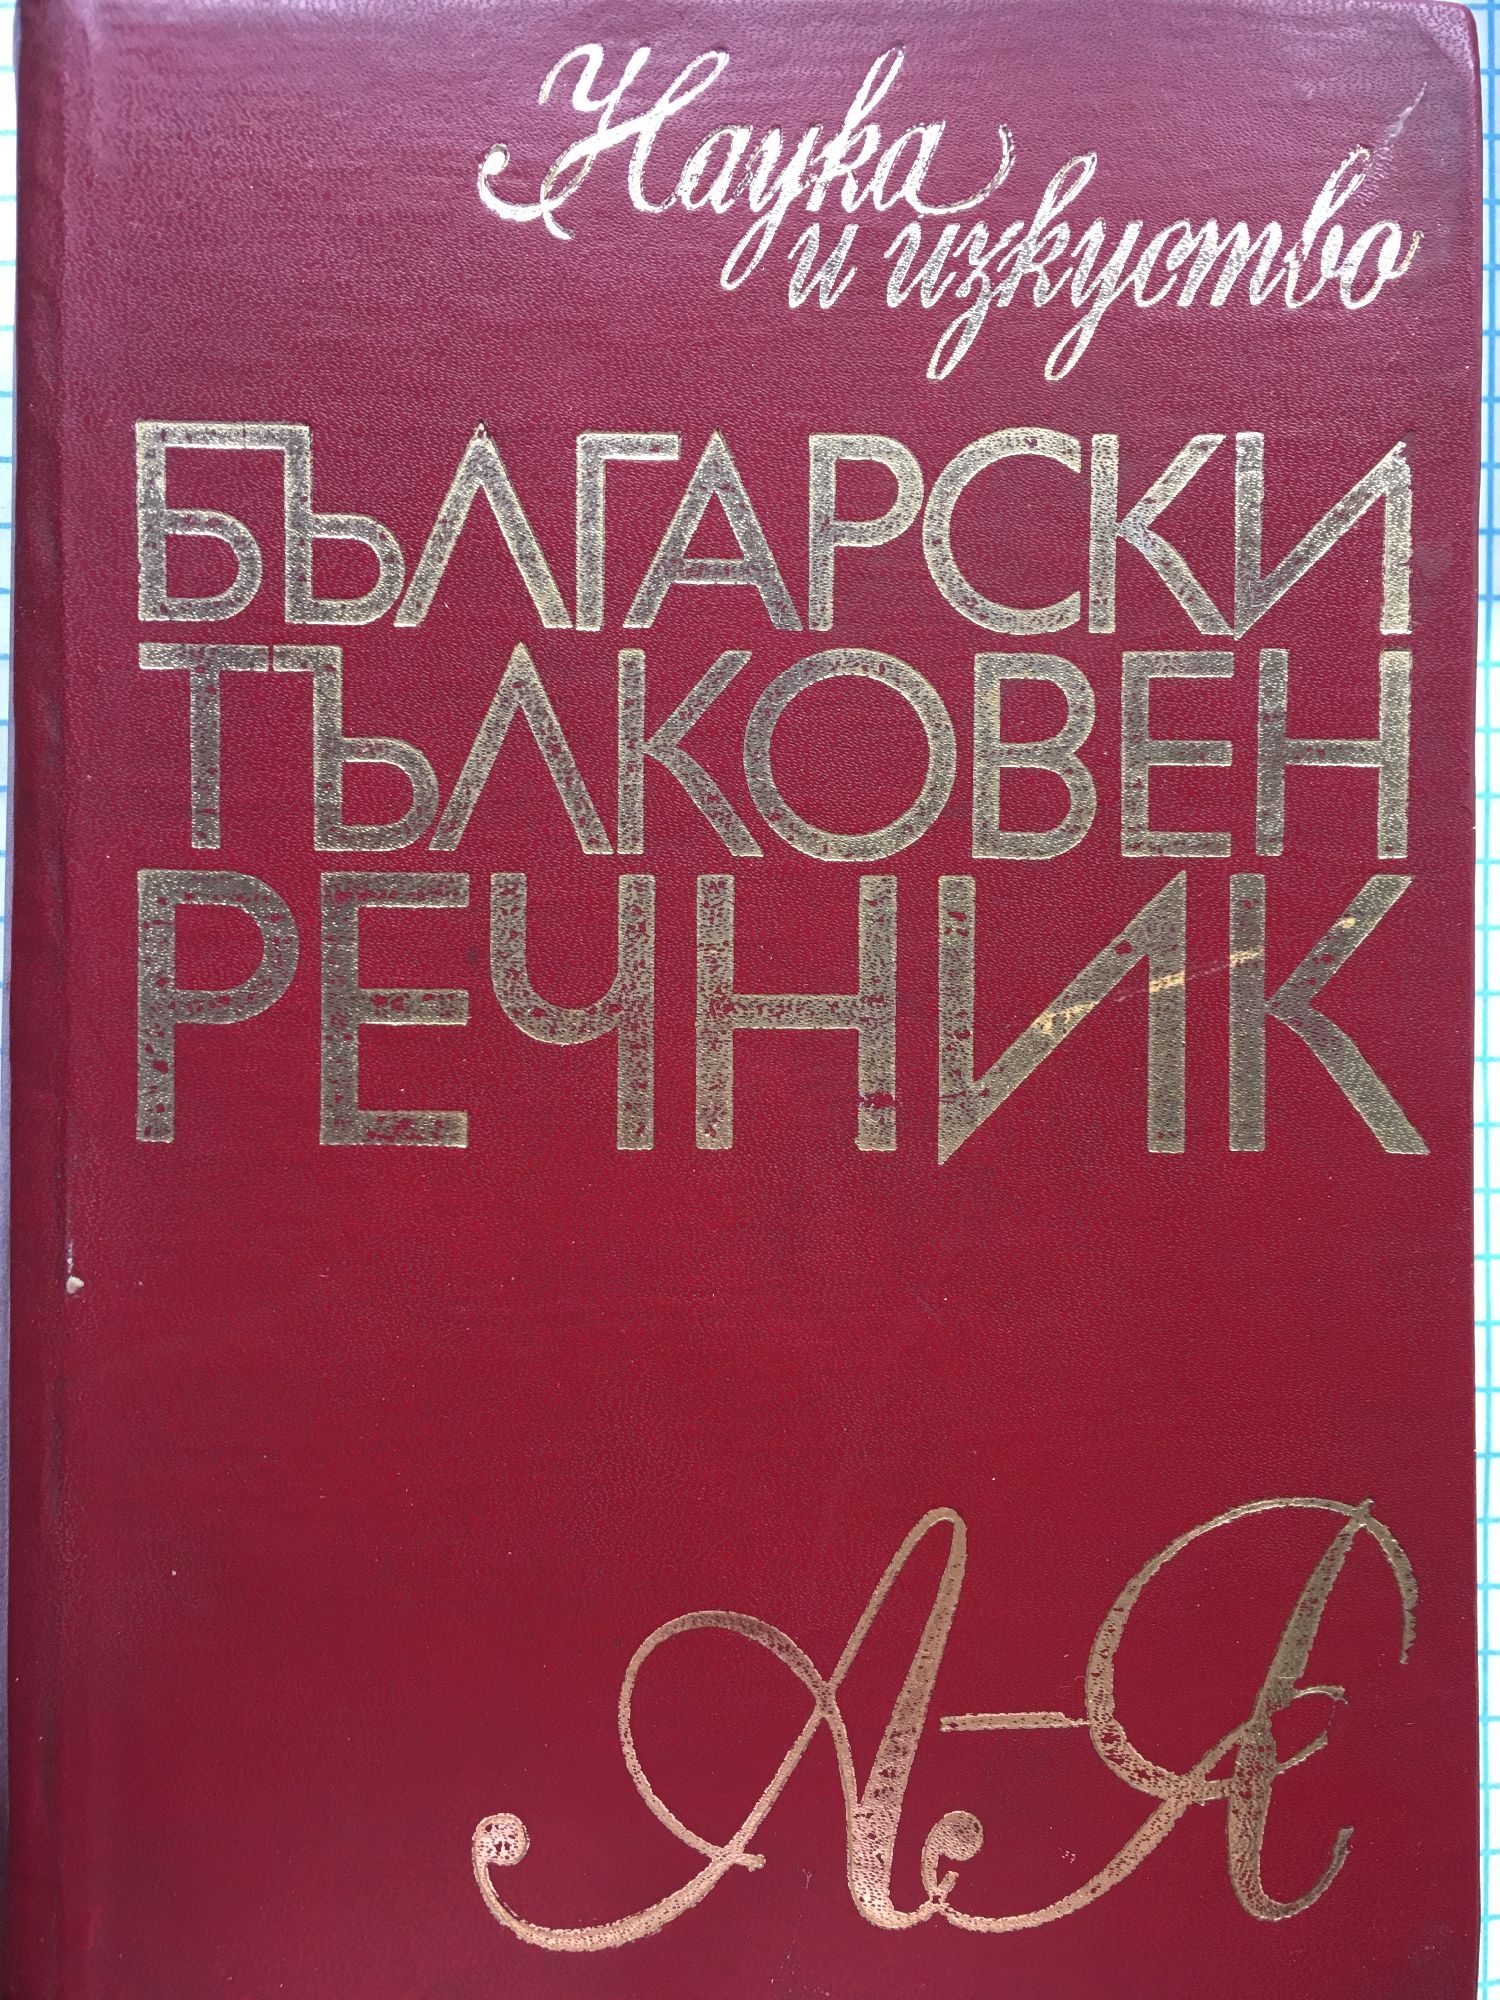 Наука
и изкуство
БЪЛГАРСКИ
ТЪЛКОВЕН
РЕЧНИК
А-Я